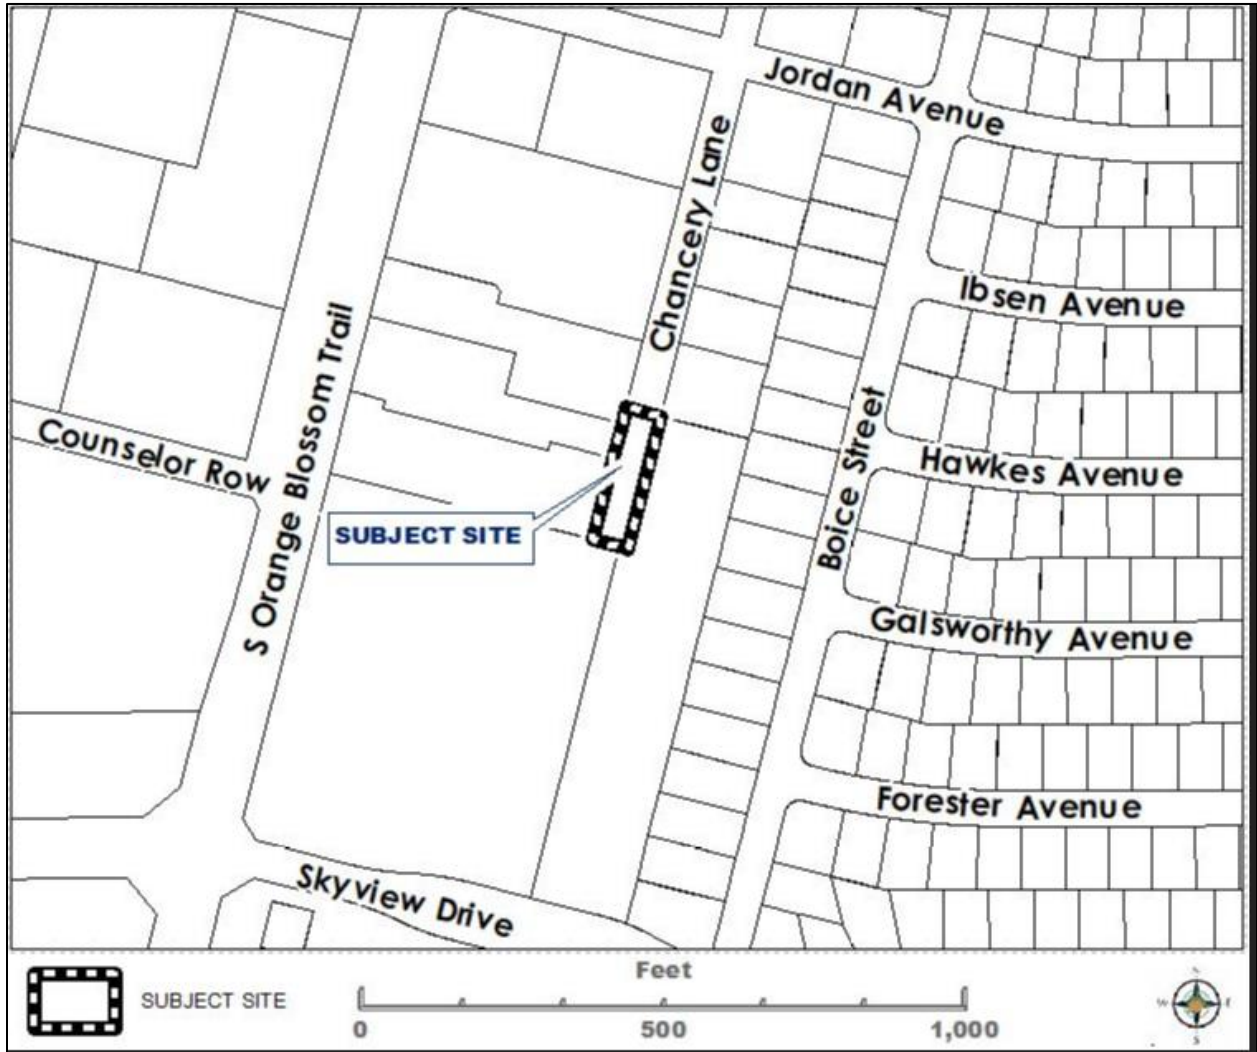 Jordan Avenue
Chancery Lane
Ibsen Avenue
S Orange Blossom Trail
Boice Street
Counselor Row
Hawkes Avenue
SUBJECT SITE
Galsworthy Avenue
Forester Avenue
Skyview Drive
Feet
SUBJECT SITE
0 500 1,000
N
W E
S